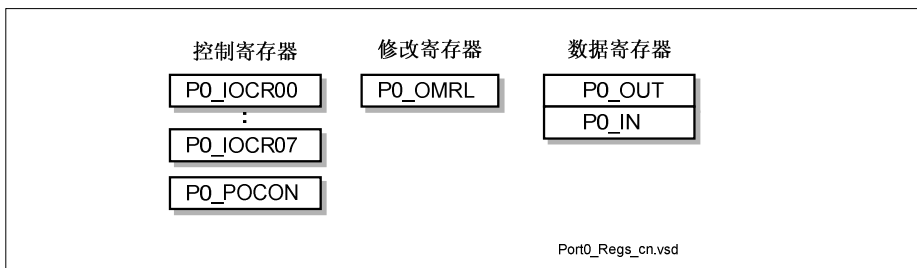 控制寄存器
P0_IOCR00
:
P0_IOCR07
P0_POCON
修改寄存器
P0_OMRL
数据寄存器
P0_OUT
P0_IN
Port0_Regs_cn.vsd